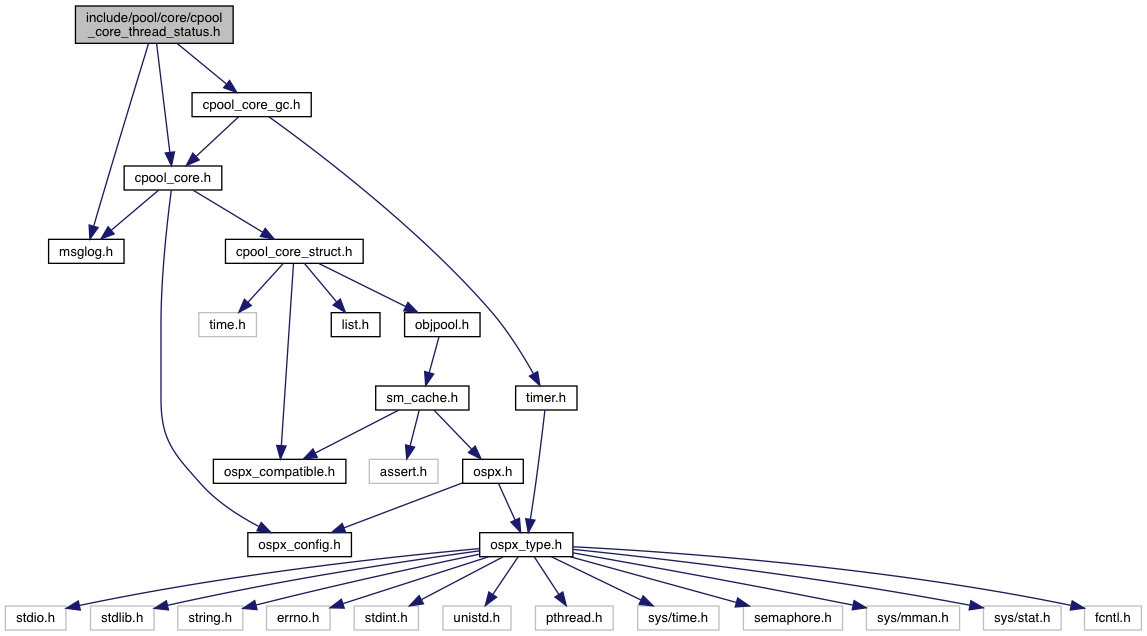 include/pool/core/cpool
_core_thread_status.h
cpool_core_gc.h
cpool_core.h
msglog.h
cpool_core_struct.h
time.h
list.h
objpool.h
sm_cache.h
timer.h
ospx_compatible.h
assert.h
ospx.h
ospx_config.h
ospx_type.h
stdio.h
stdlib.h
string.h
errno.h
stdint.h
unistd.h
pthread.h
sys/time.h
semaphore.h
sys/mman.h
sys/stat.h
fcntl.h